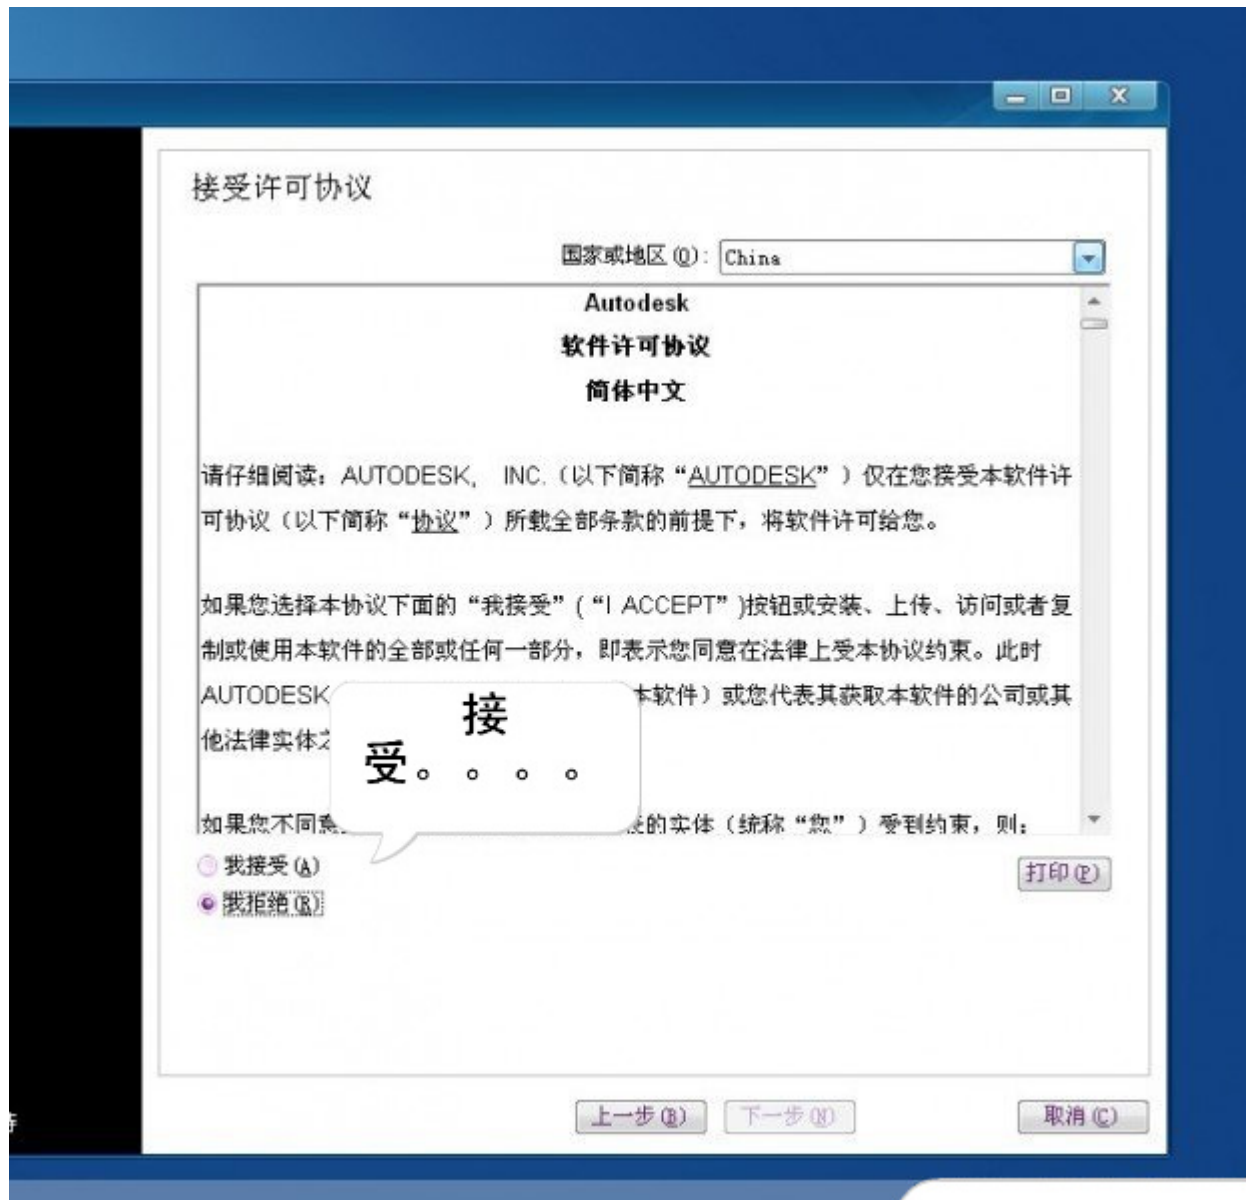 接受许可协议
国家或地区(O): China
Autodesk
软件许可协议
简体中文
请仔细阅读：AUTODESK， INC.（以下简称“AUTODESK”）仅在您接受本软件许
可协议（以下简称“协议”）所载全部条款的前提下，将软件许可给您。
如果您选择本协议下面的“我接受”(“I ACCEPT”)按钮或安装、上传、访问或者复
制或使用本软件的全部或任何一部分，即表示您同意在法律上受本协议约束。此时
AUTODESK 本软件）或您代表其获取本软件的公司或其
他法律实体之
接
受。。。。
如果您不同意 的实体（统称“您”）受到约束，则：
我接受(A)
打印(P)
我拒绝(R)
上一步(B) 下一步(N) 取消(C)